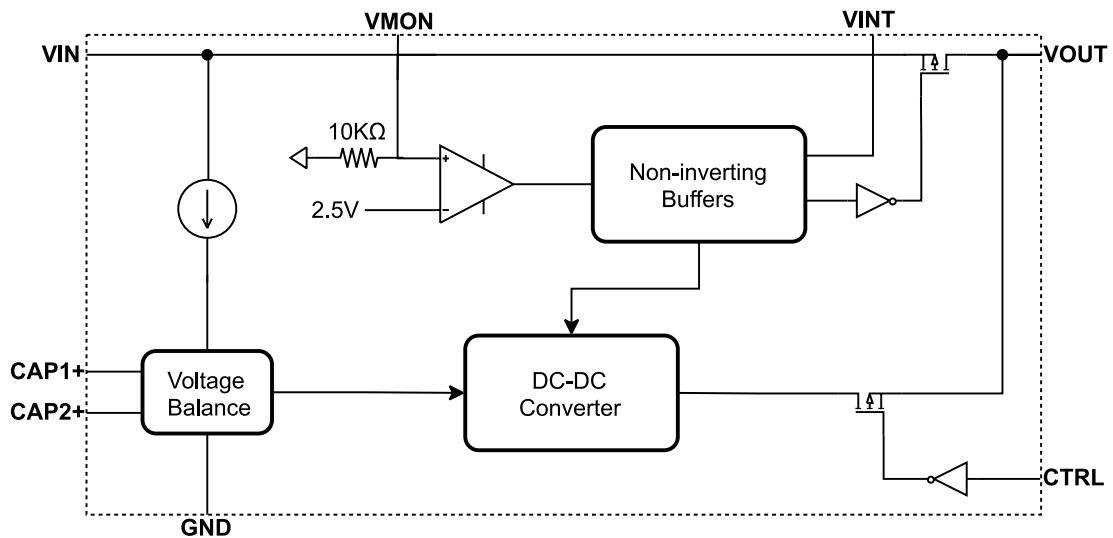 VMON
VINT
VIN
VOUT
10KΩ
2.5V
Non-inverting
Buffers
CAP1+
CAP2+
Voltage
Balance
DC-DC
Converter
CTRL
GND